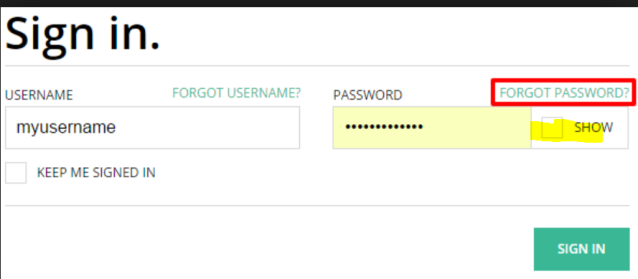 Sign in.
USERNAME FORGOT USERNAME? PASSWORD FORGOT PASSWORD?
myusername ••••••••••••• SHOW
KEEP ME SIGNED IN
SIGN IN